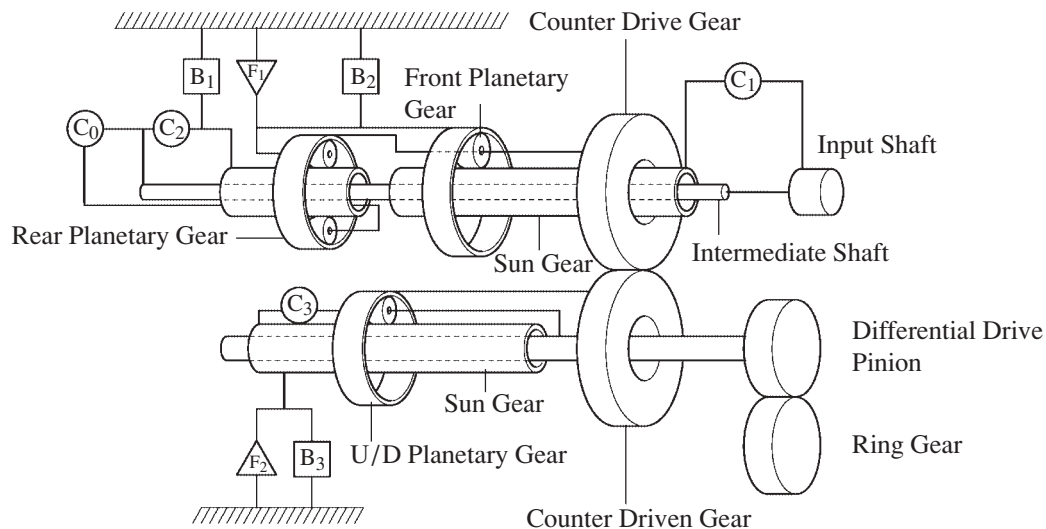 Counter Drive Gear
B₁
F₁
B₂
Front Planetary
Gear
C₁
C₀
C₂
Input Shaft
Rear Planetary Gear
Sun Gear
Intermediate Shaft
C₃
Differential Drive
Pinion
Sun Gear
U/D Planetary Gear
F₂
B₃
Ring Gear
Counter Driven Gear